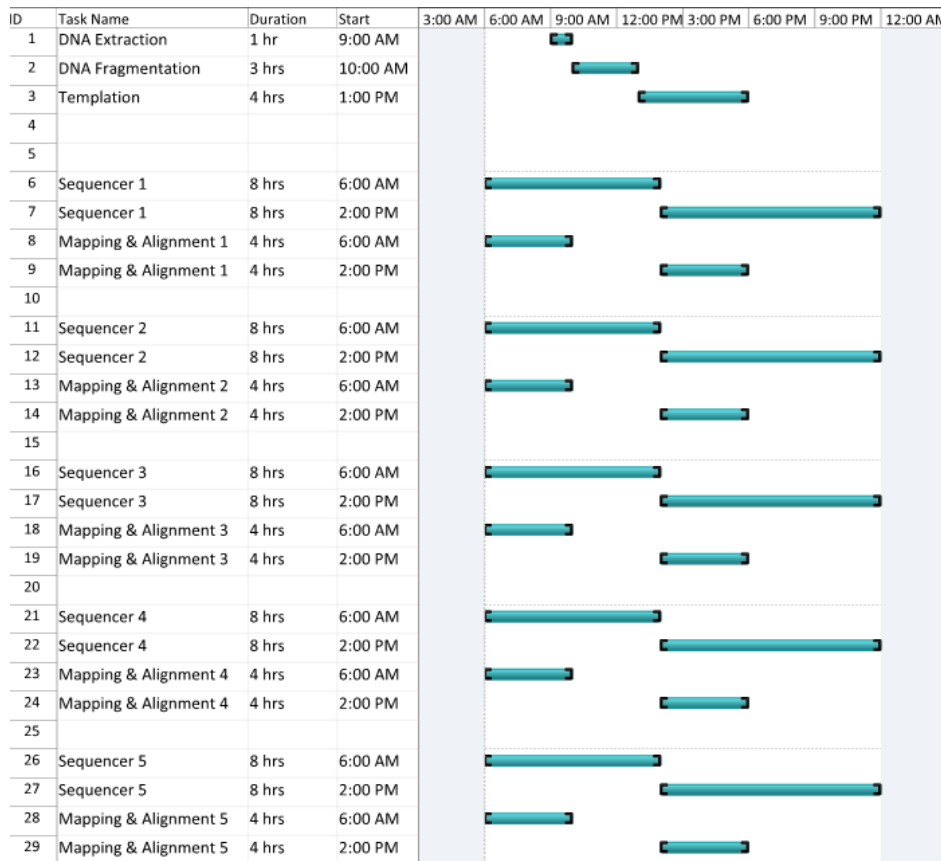 ID Task Name Duration Start 3:00 AM 6:00 AM 9:00 AM 12:00 PM 3:00 PM 6:00 PM 9:00 PM 12:00 AM
1 DNA Extraction 1 hr 9:00 AM
2 DNA Fragmentation 3 hrs 10:00 AM
3 Templation 4 hrs 1:00 PM
4
5
6 Sequencer 1 8 hrs 6:00 AM
7 Sequencer 1 8 hrs 2:00 PM
8 Mapping & Alignment 1 4 hrs 6:00 AM
9 Mapping & Alignment 1 4 hrs 2:00 PM
10
11 Sequencer 2 8 hrs 6:00 AM
12 Sequencer 2 8 hrs 2:00 PM
13 Mapping & Alignment 2 4 hrs 6:00 AM
14 Mapping & Alignment 2 4 hrs 2:00 PM
15
16 Sequencer 3 8 hrs 6:00 AM
17 Sequencer 3 8 hrs 2:00 PM
18 Mapping & Alignment 3 4 hrs 6:00 AM
19 Mapping & Alignment 3 4 hrs 2:00 PM
20
21 Sequencer 4 8 hrs 6:00 AM
22 Sequencer 4 8 hrs 2:00 PM
23 Mapping & Alignment 4 4 hrs 6:00 AM
24 Mapping & Alignment 4 4 hrs 2:00 PM
25
26 Sequencer 5 8 hrs 6:00 AM
27 Sequencer 5 8 hrs 2:00 PM
28 Mapping & Alignment 5 4 hrs 6:00 AM
29 Mapping & Alignment 5 4 hrs 2:00 PM